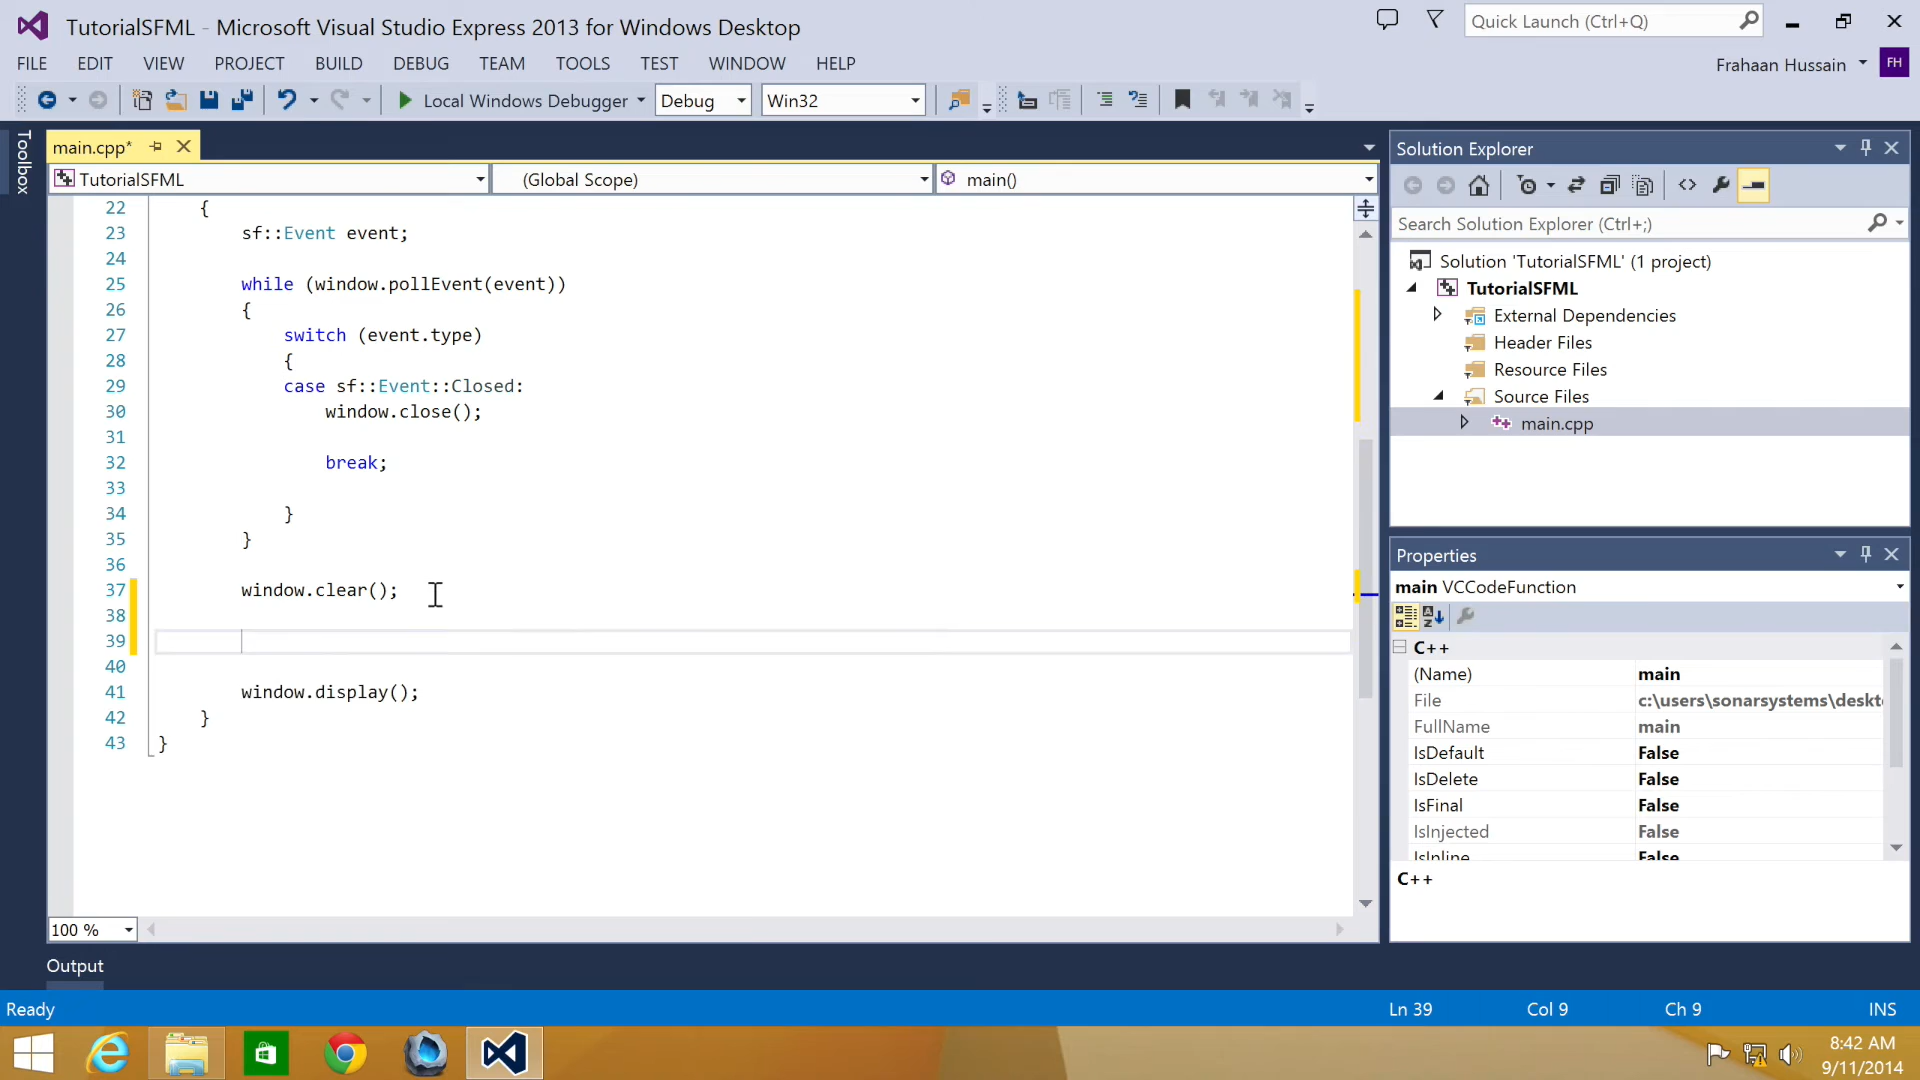 TutorialSFML - Microsoft Visual Studio Express 2013 for Windows Desktop
Quick Launch (Ctrl+Q)
FILE EDIT VIEW PROJECT BUILD DEBUG TEAM TOOLS TEST WINDOW HELP
Frahaan Hussain FH
Local Windows Debugger Debug Win32
Toolbox
main.cpp*
TutorialSFML (Global Scope) main()
22 {
23 sf::Event event;
24
25 while (window.pollEvent(event))
26 {
27 switch (event.type)
28 {
29 case sf::Event::Closed:
30 window.close();
31
32 break;
33
34 }
35 }
36
37 window.clear();
38
39
40
41 window.display();
42 }
43 }
100 %
Output
Solution Explorer
Search Solution Explorer (Ctrl+;)
Solution 'TutorialSFML' (1 project)
TutorialSFML
External Dependencies
Header Files
Resource Files
Source Files
main.cpp
Properties
main VCCodeFunction
C++
(Name) main
File c:\users\sonarsystems\deskt
FullName main
IsDefault False
IsDelete False
IsFinal False
IsInjected False
IsInline False
C++
Ready Ln 39 Col 9 Ch 9 INS
8:42 AM
9/11/2014